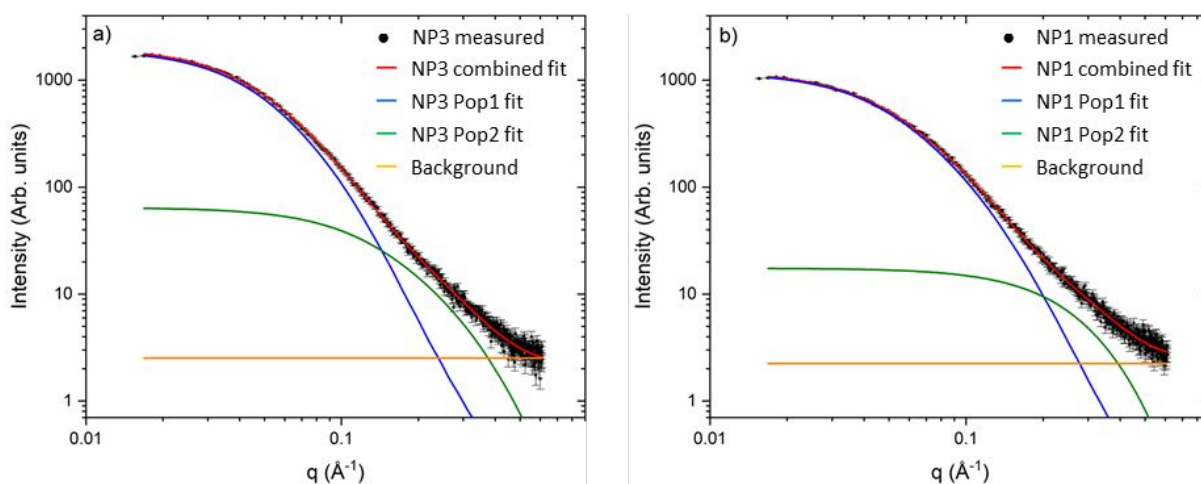 a)
NP3 measured
NP3 combined fit
NP3 Pop1 fit
NP3 Pop2 fit
Background
1000
100
10
1
0.01
0.1
Intensity (Arb. units)
q (Å⁻¹)
b)
NP1 measured
NP1 combined fit
NP1 Pop1 fit
NP1 Pop2 fit
Background
1000
100
10
1
0.01
0.1
Intensity (Arb. units)
q (Å⁻¹)